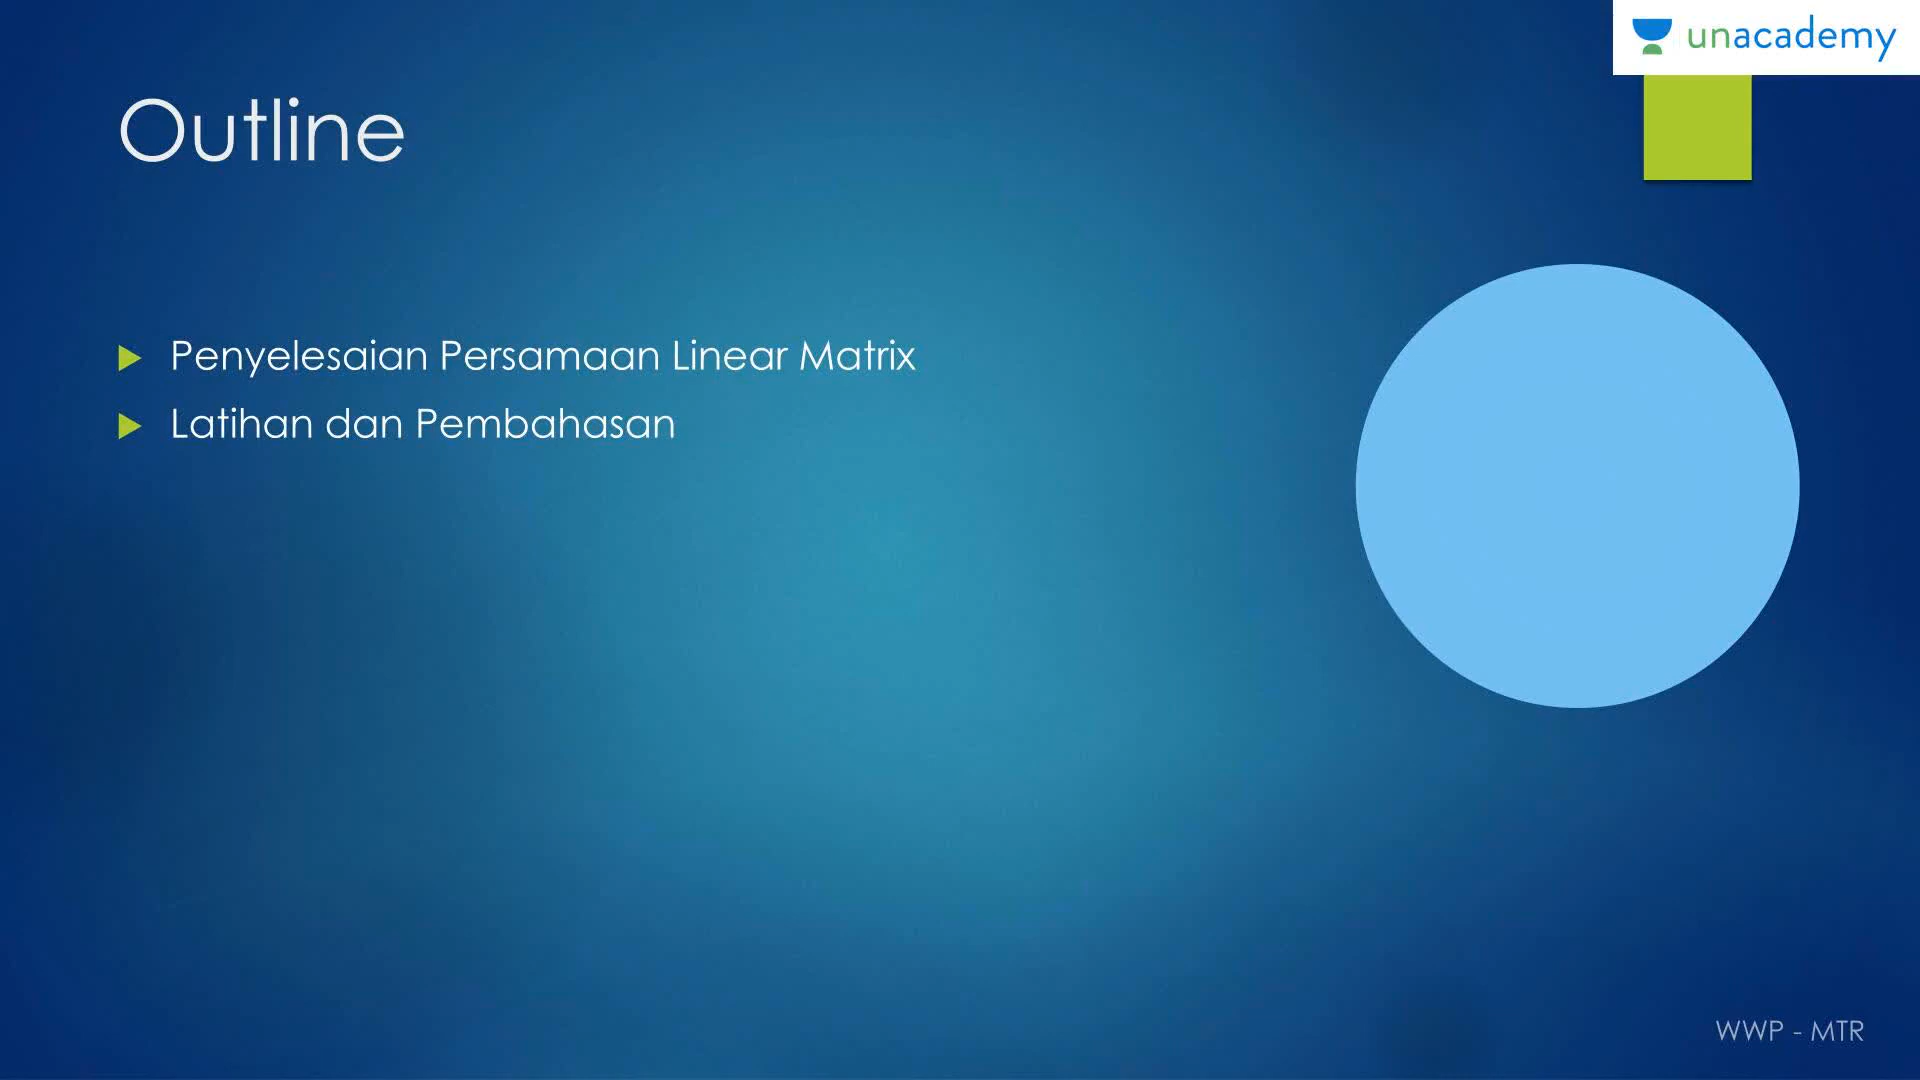 unacademy
Outline
Penyelesaian Persamaan Linear Matrix
Latihan dan Pembahasan
WWP - MTR